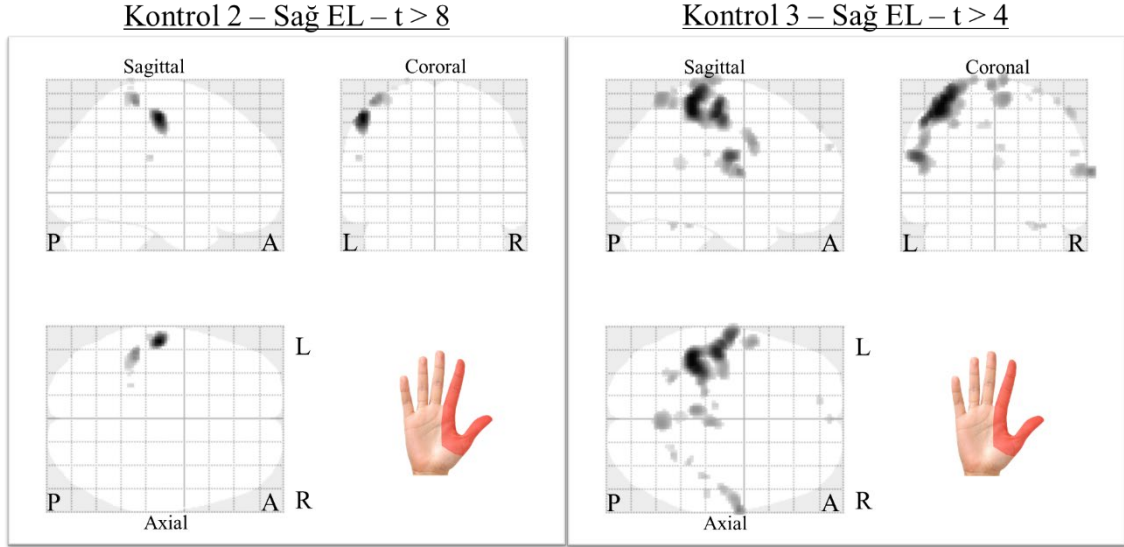 Kontrol 2 – Sağ EL – t > 8
Sagittal
Cororal
P
A
L
R
L
P
A
R
Axial
Kontrol 3 – Sağ EL – t > 4
Sagittal
Coronal
P
A
L
R
L
P
A
R
Axial